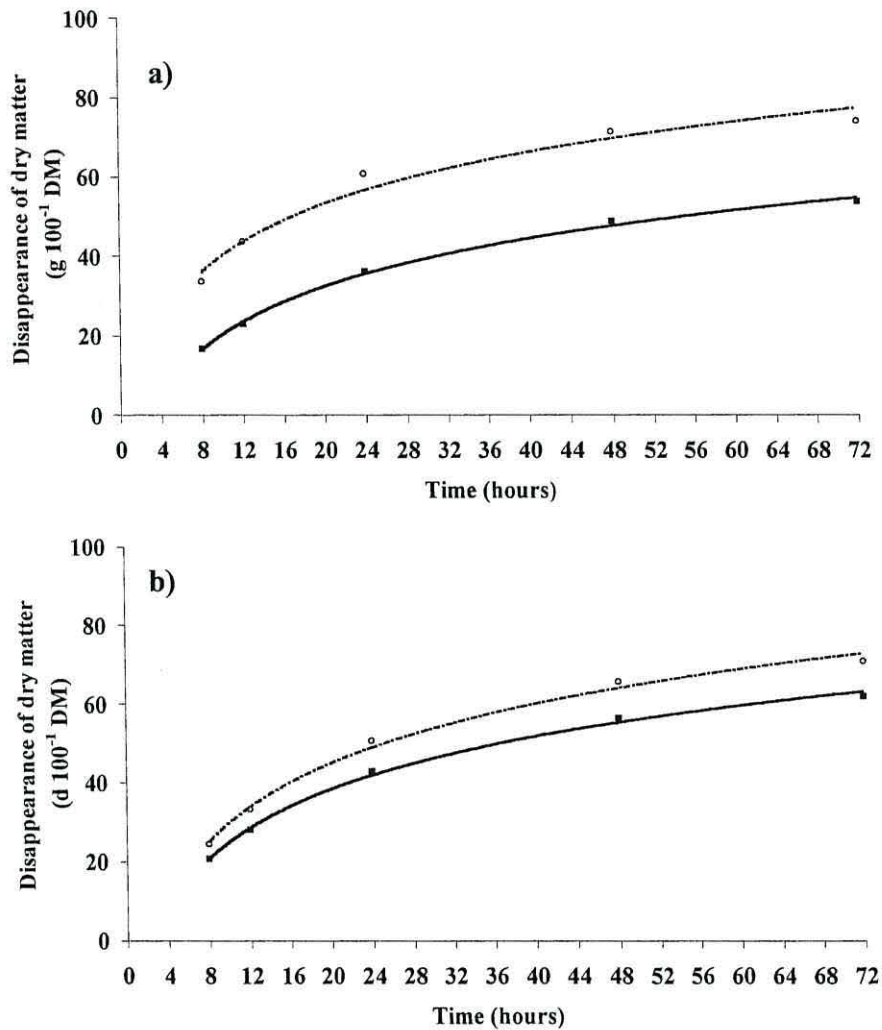 a)
Disappearance of dry matter
(g 100⁻¹ DM)
100
80
60
40
20
0
0 4 8 12 16 20 24 28 32 36 40 44 48 52 56 60 64 68 72
Time (hours)
b)
Disappearance of dry matter
(d 100⁻¹ DM)
100
80
60
40
20
0
0 4 8 12 16 20 24 28 32 36 40 44 48 52 56 60 64 68 72
Time (hours)